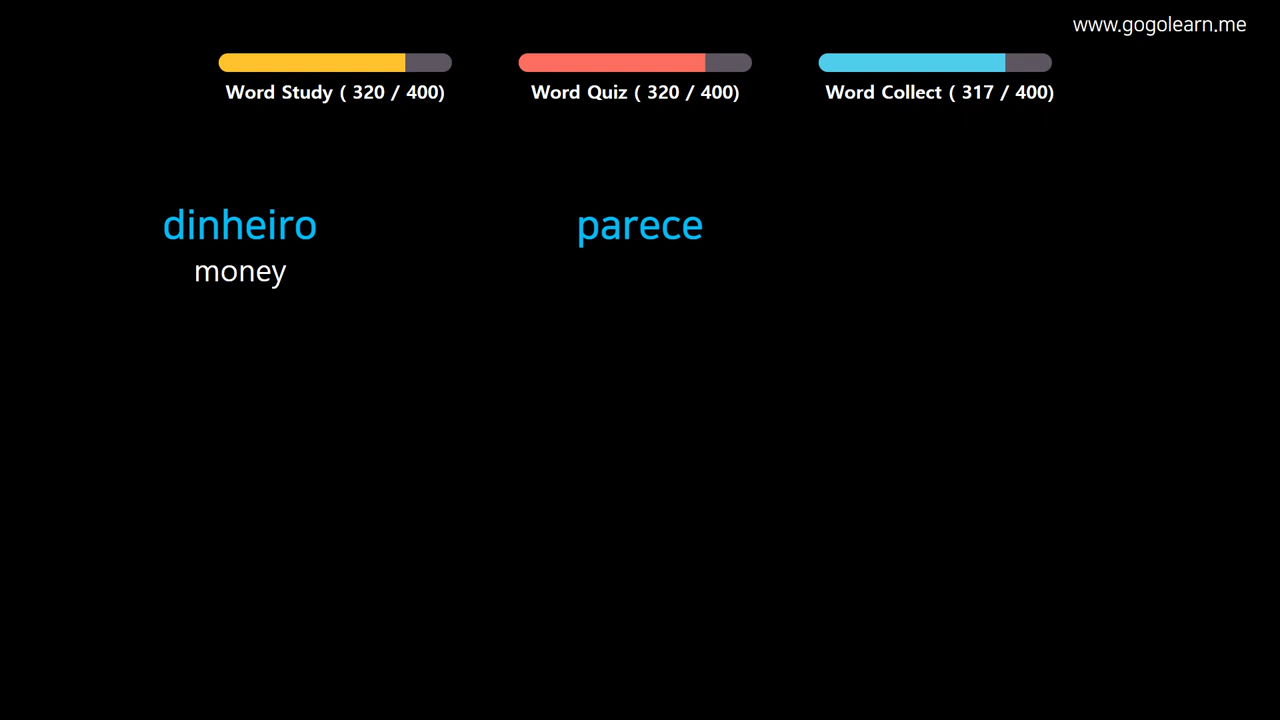 www.gogolearn.me
Word Study ( 320 / 400)
Word Quiz ( 320 / 400)
Word Collect ( 317 / 400)
dinheiro
money
parece